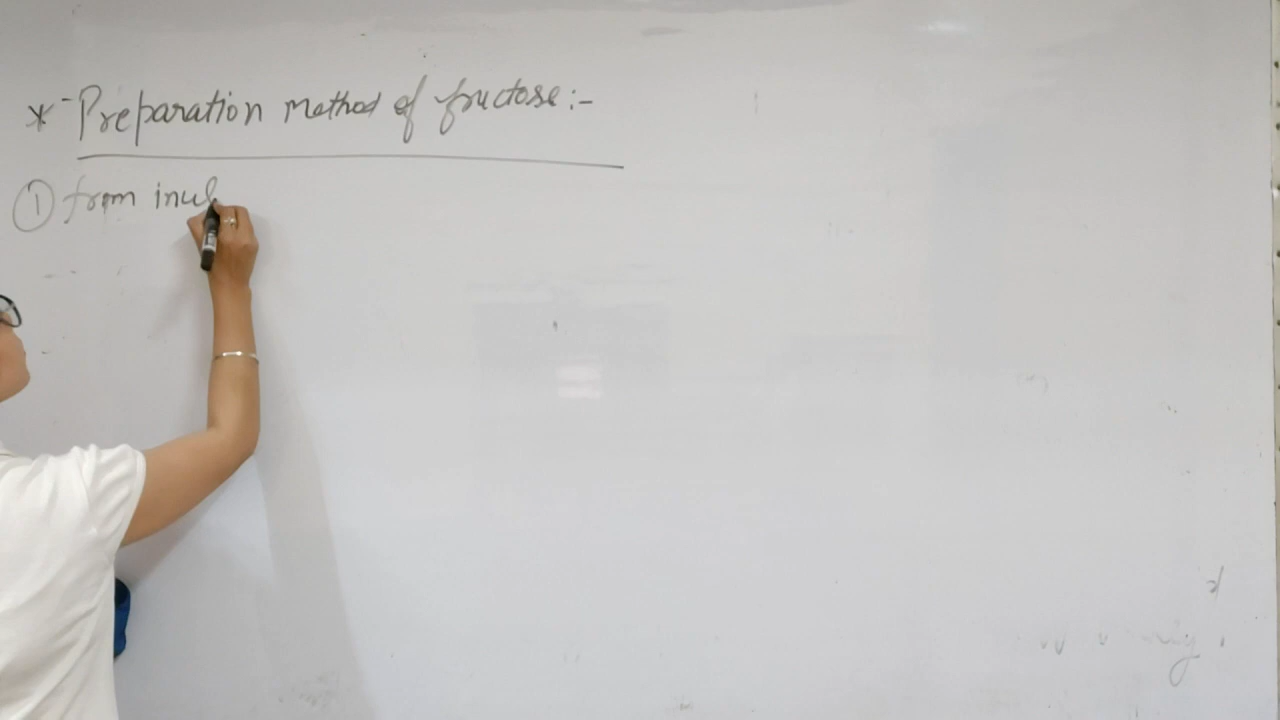 * Preparation method of fructose :-
① from inul